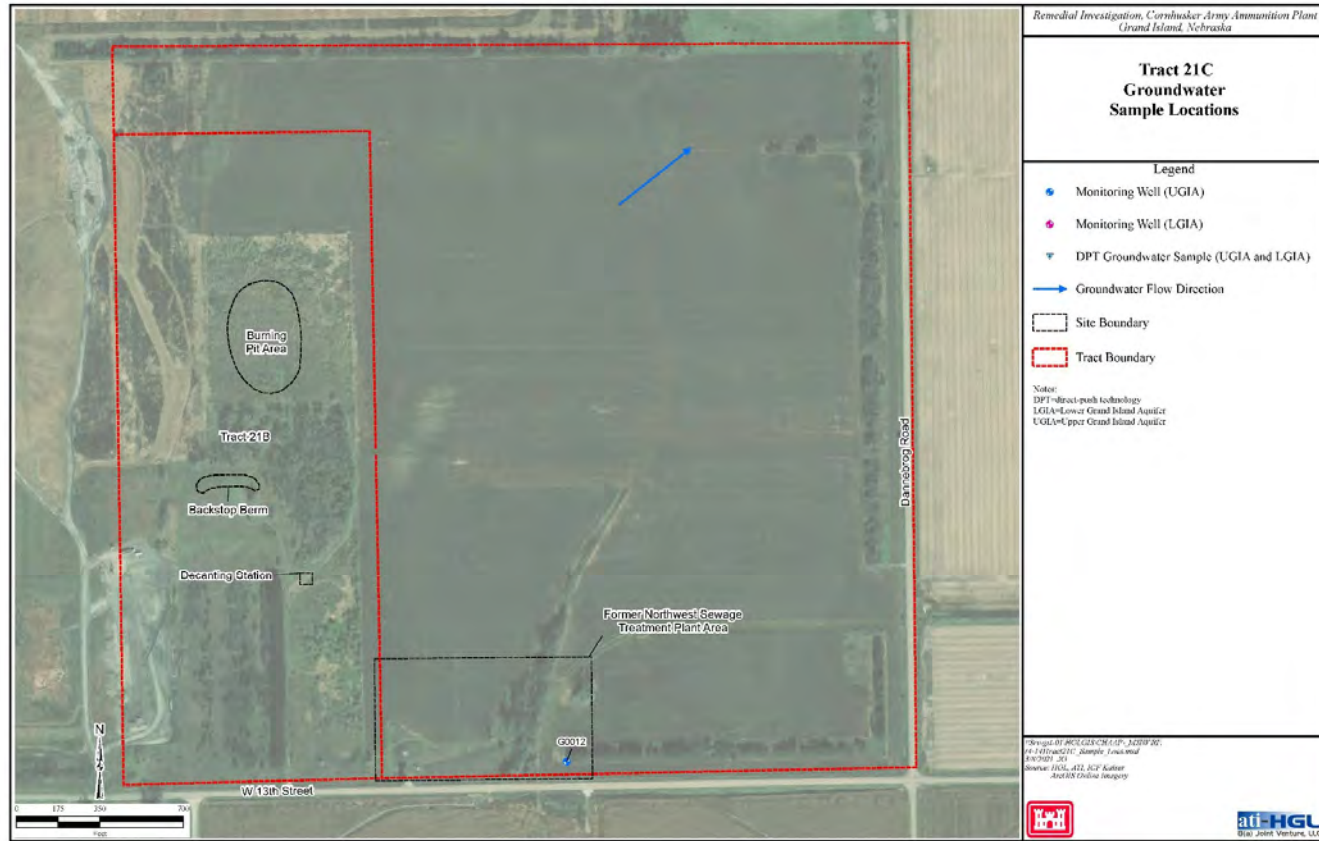 Remedial Investigation, Cornhusker Army Ammunition Plant
Grand Island, Nebraska
Tract 21C
Groundwater
Sample Locations
Legend
Monitoring Well (UGIA)
Monitoring Well (LGIA)
DPT Groundwater Sample (UGIA and LGIA)
Groundwater Flow Direction
Site Boundary
Tract Boundary
Notes:
DPT=direct-push technology
LGIA=Lower Grand Island Aquifer
UGIA=Upper Grand Island Aquifer
Burning
Pit Area
Tract 21B
Backstop Berm
Decanting Station
Former Northwest Sewage
Treatment Plant Area
G0012
Dannebrog Road
W 13th Street
N
0 175 350 700
Feet
Source: HGL, ATI, ICF Kaiser
ArcGIS Online Imagery
ati-HGL
8(a) Joint Venture, LLC